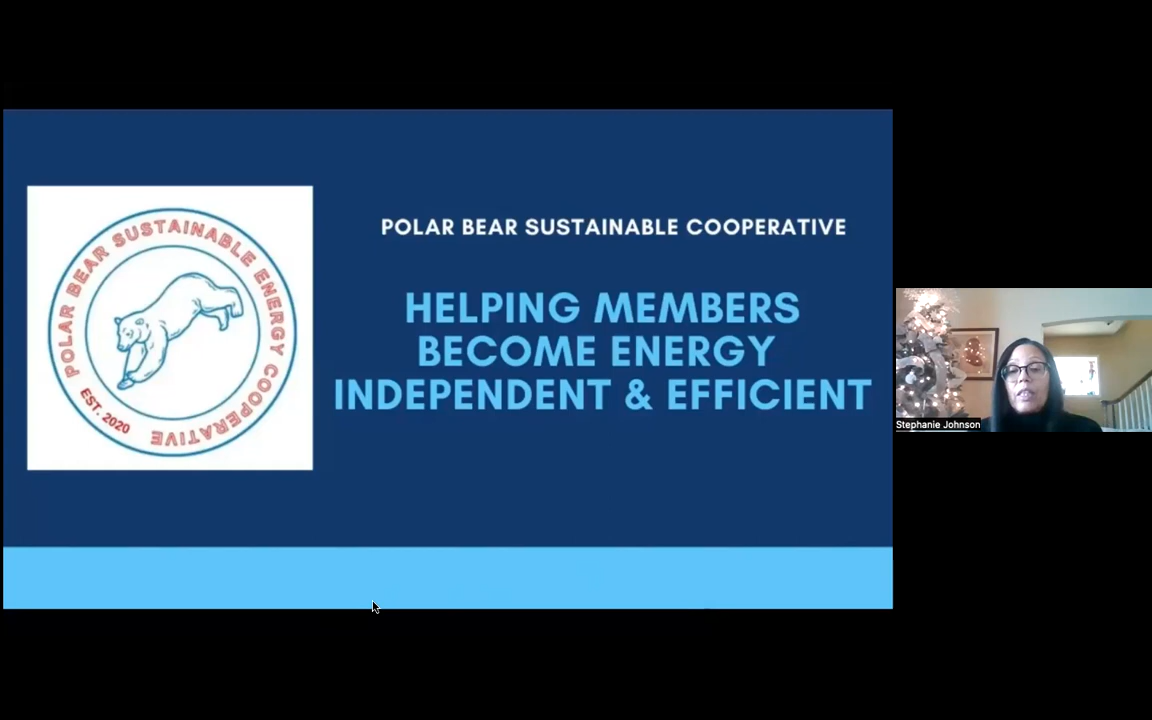 POLAR BEAR SUSTAINABLE ENERGY COOPERATIVE
EST. 2020
POLAR BEAR SUSTAINABLE COOPERATIVE
HELPING MEMBERS
BECOME ENERGY
INDEPENDENT & EFFICIENT
Stephanie Johnson